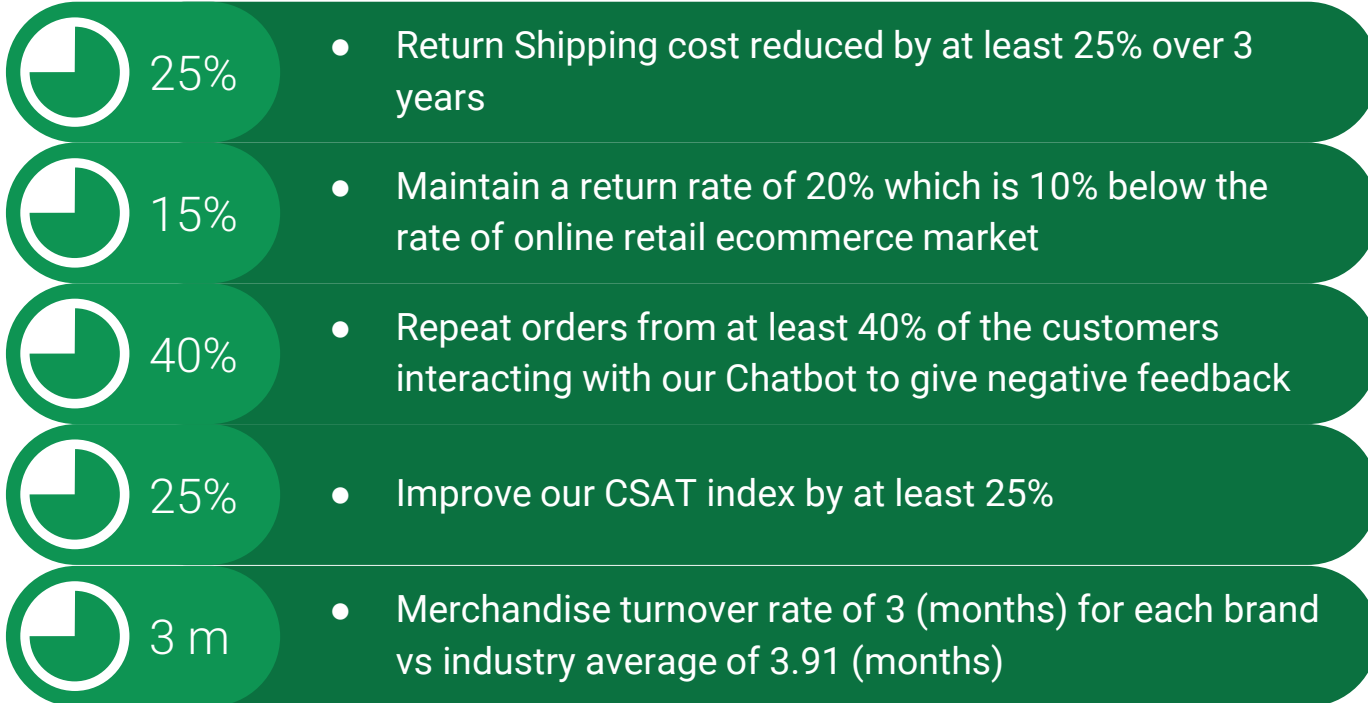 25%
● Return Shipping cost reduced by at least 25% over 3
years
15%
● Maintain a return rate of 20% which is 10% below the
rate of online retail ecommerce market
40%
● Repeat orders from at least 40% of the customers
interacting with our Chatbot to give negative feedback
25%
● Improve our CSAT index by at least 25%
3 m
● Merchandise turnover rate of 3 (months) for each brand
vs industry average of 3.91 (months)